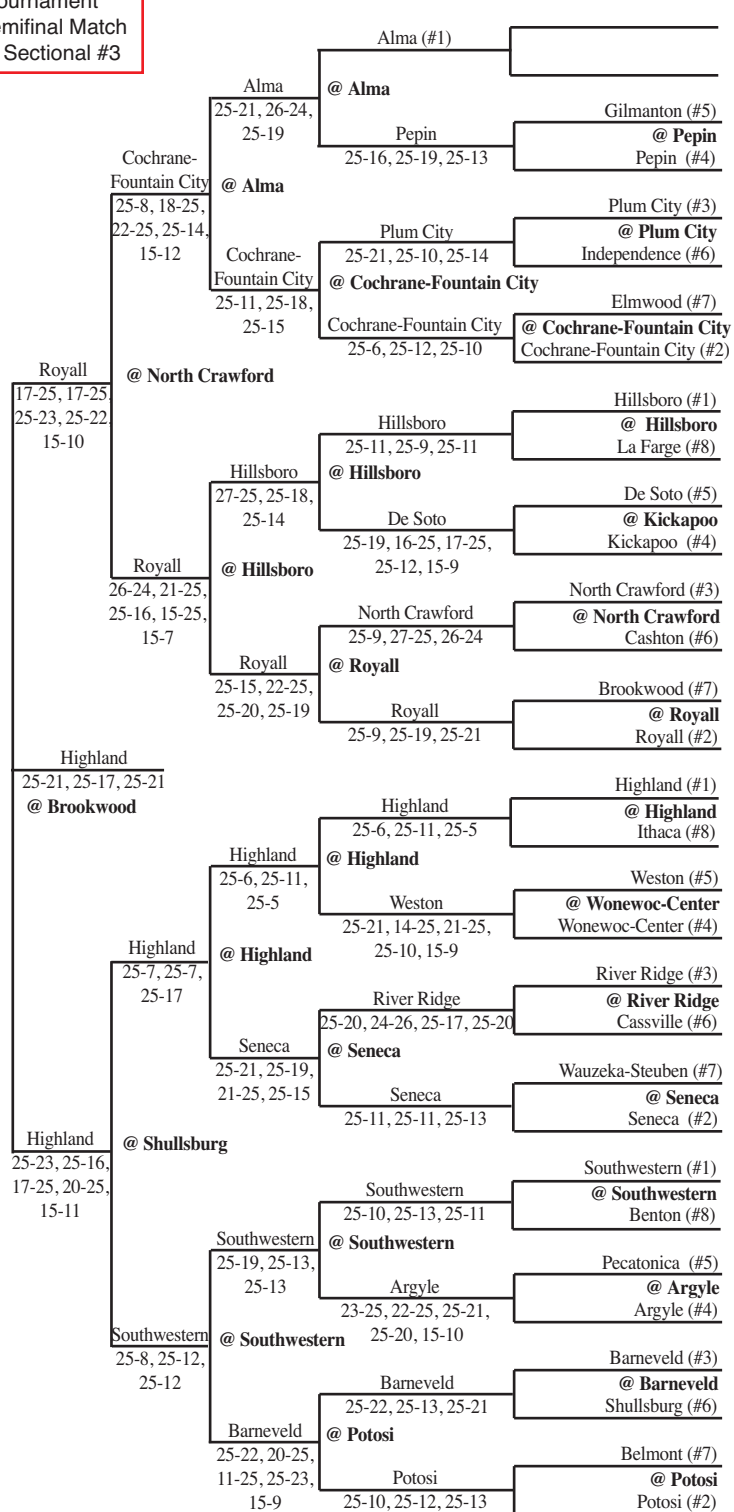 ournament
emifinal Match
Sectional #3
Alma (#1)
Alma
@ Alma
25-21, 26-24,
25-19
Gilmanton (#5)
@ Pepin
Pepin (#4)
Pepin
25-16, 25-19, 25-13
Cochrane-
Fountain City
@ Alma
25-8, 18-25,
22-25, 25-14,
15-12
Plum City (#3)
@ Plum City
Independence (#6)
Plum City
25-21, 25-10, 25-14
Cochrane-
Fountain City
@ Cochrane-Fountain City
25-11, 25-18,
25-15
Elmwood (#7)
@ Cochrane-Fountain City
Cochrane-Fountain City (#2)
Cochrane-Fountain City
25-6, 25-12, 25-10
Royall
@ North Crawford
17-25, 17-25,
25-23, 25-22,
15-10
Hillsboro (#1)
@ Hillsboro
La Farge (#8)
Hillsboro
25-11, 25-9, 25-11
Hillsboro
@ Hillsboro
27-25, 25-18,
25-14
De Soto (#5)
@ Kickapoo
Kickapoo (#4)
De Soto
25-19, 16-25, 17-25,
25-12, 15-9
Royall
@ Hillsboro
26-24, 21-25,
25-16, 15-25,
15-7
North Crawford (#3)
@ North Crawford
Cashton (#6)
North Crawford
25-9, 27-25, 26-24
Royall
@ Royall
25-15, 22-25,
25-20, 25-19
Brookwood (#7)
@ Royall
Royall (#2)
Royall
25-9, 25-19, 25-21
Highland
25-21, 25-17, 25-21
@ Brookwood
Highland (#1)
@ Highland
Ithaca (#8)
Highland
25-6, 25-11, 25-5
Highland
@ Highland
25-6, 25-11,
25-5
Weston (#5)
@ Wonewoc-Center
Wonewoc-Center (#4)
Weston
25-21, 14-25, 21-25,
25-10, 15-9
Highland
@ Highland
25-7, 25-7,
25-17
River Ridge (#3)
@ River Ridge
Cassville (#6)
River Ridge
25-20, 24-26, 25-17, 25-20
Seneca
@ Seneca
25-21, 25-19,
21-25, 25-15
Wauzeka-Steuben (#7)
@ Seneca
Seneca (#2)
Seneca
25-11, 25-11, 25-13
Highland
@ Shullsburg
25-23, 25-16,
17-25, 20-25,
15-11
Southwestern (#1)
@ Southwestern
Benton (#8)
Southwestern
25-10, 25-13, 25-11
Southwestern
@ Southwestern
25-19, 25-13,
25-13
Pecatonica (#5)
@ Argyle
Argyle (#4)
Argyle
23-25, 22-25, 25-21,
25-20, 15-10
Southwestern
@ Southwestern
25-8, 25-12,
25-12
Barneveld (#3)
@ Barneveld
Shullsburg (#6)
Barneveld
25-22, 25-13, 25-21
Barneveld
@ Potosi
25-22, 20-25,
11-25, 25-23,
15-9
Belmont (#7)
@ Potosi
Potosi (#2)
Potosi
25-10, 25-12, 25-13